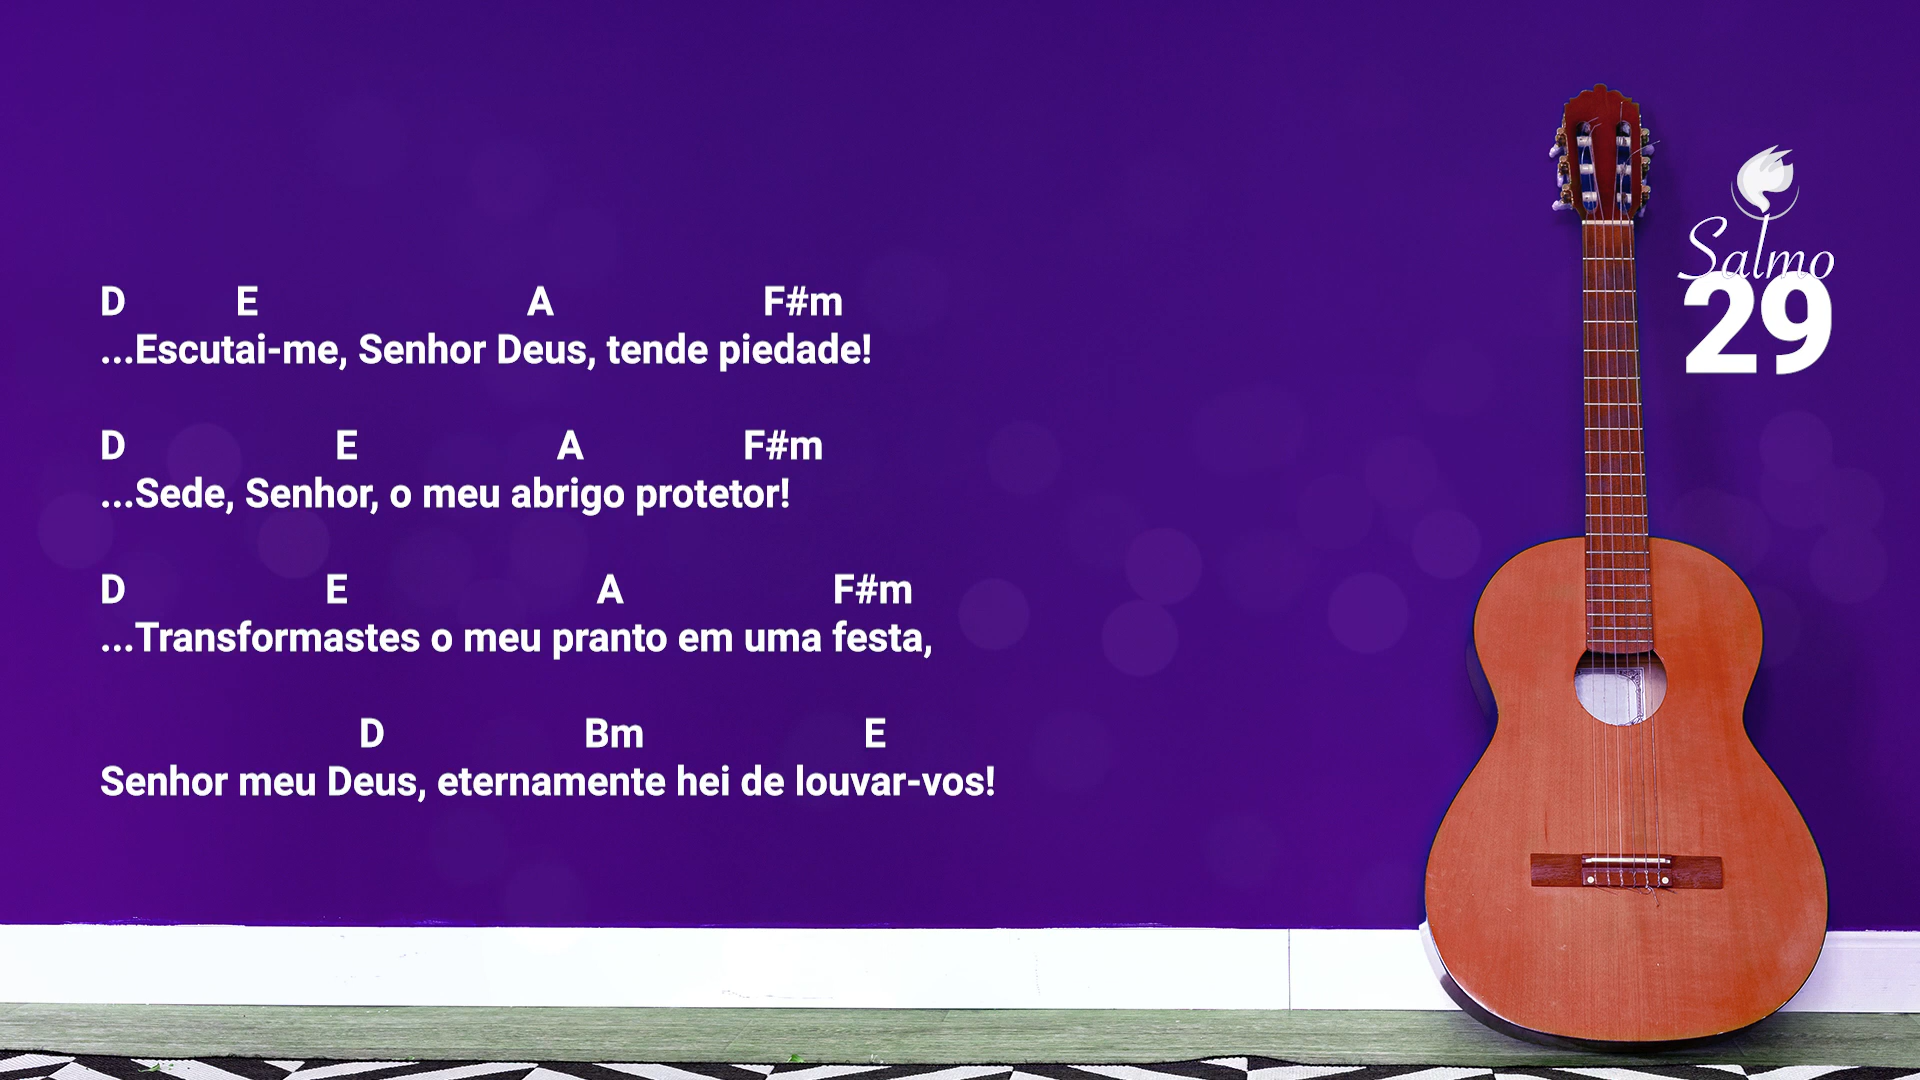 D E A F#m
...Escutai-me, Senhor Deus, tende piedade!
D E A F#m
...Sede, Senhor, o meu abrigo protetor!
D E A F#m
...Transformastes o meu pranto em uma festa,
D Bm E
Senhor meu Deus, eternamente hei de louvar-vos!
Salmo
29